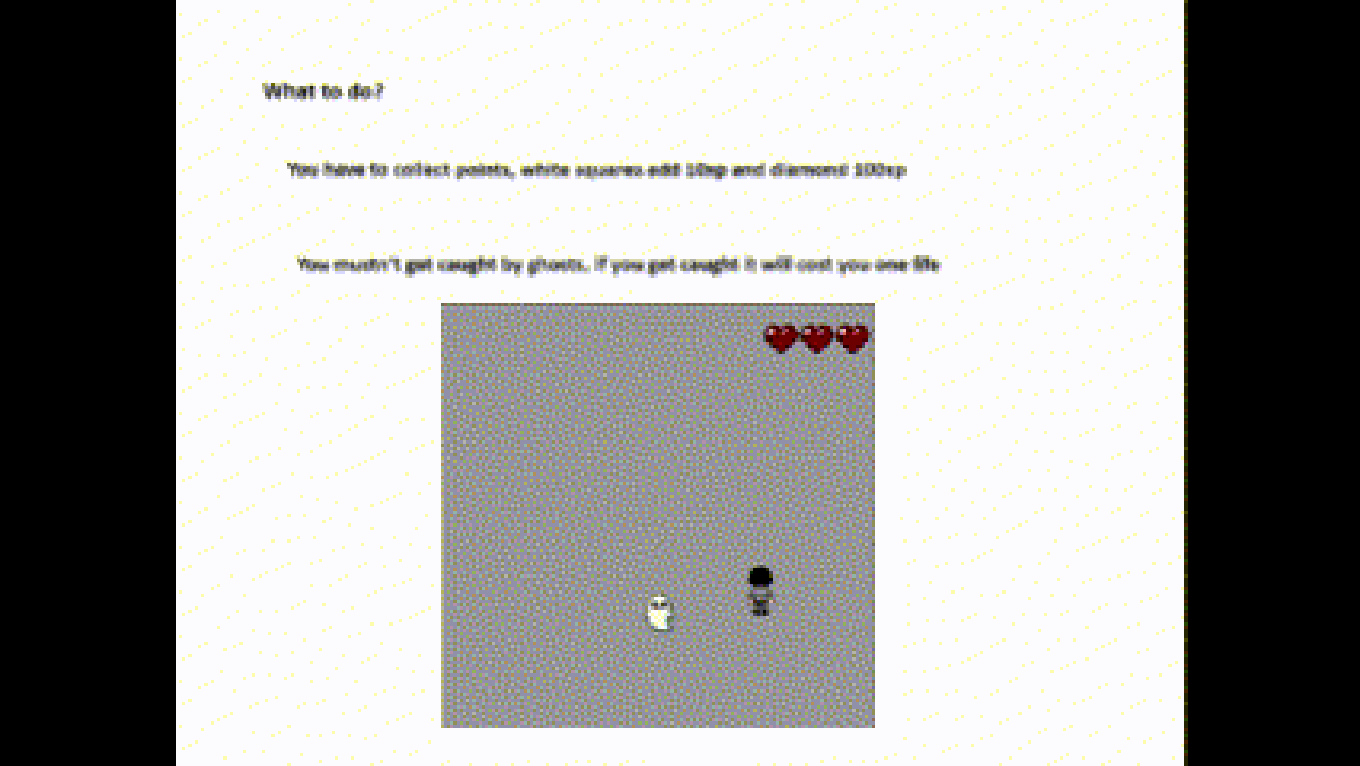 What to do?
You have to collect points, white squares add 10xp and diamond 100xp
You mustn't get caught by ghosts. If you get caught it will cost you one life